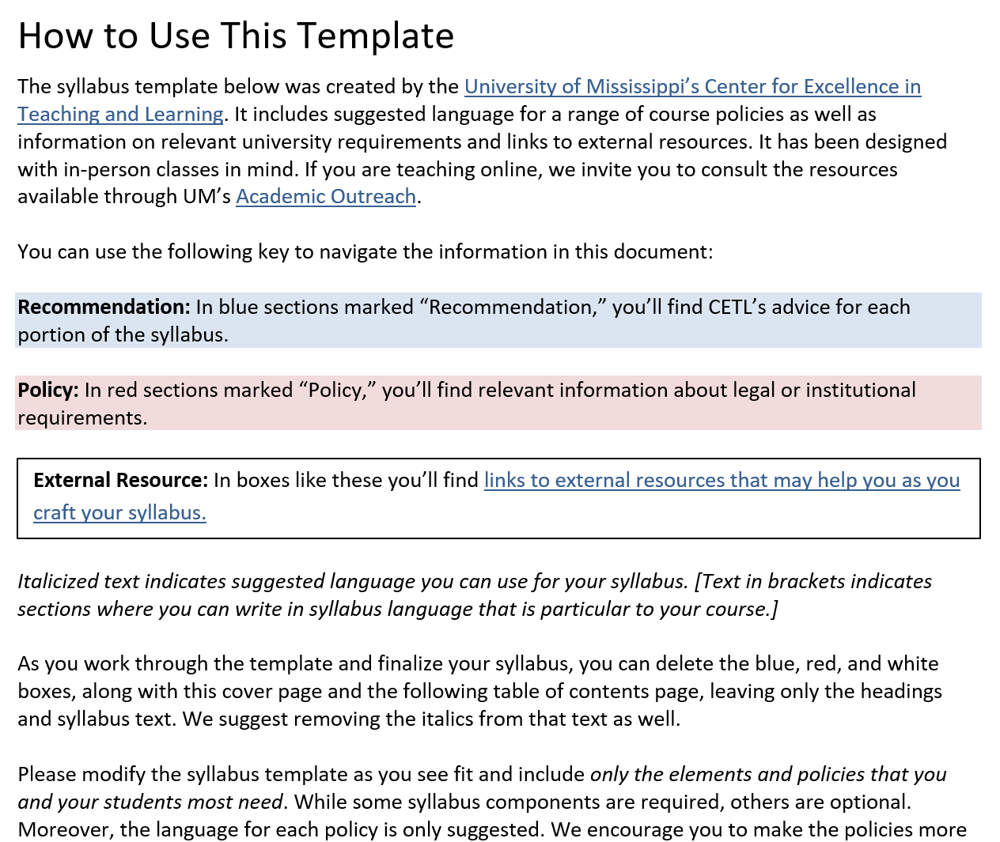 How to Use This Template
The syllabus template below was created by the University of Mississippi’s Center for Excellence in
Teaching and Learning. It includes suggested language for a range of course policies as well as
information on relevant university requirements and links to external resources. It has been designed
with in-person classes in mind. If you are teaching online, we invite you to consult the resources
available through UM’s Academic Outreach.
You can use the following key to navigate the information in this document:
Recommendation: In blue sections marked “Recommendation,” you’ll find CETL’s advice for each
portion of the syllabus.
Policy: In red sections marked “Policy,” you’ll find relevant information about legal or institutional
requirements.
External Resource: In boxes like these you’ll find links to external resources that may help you as you
craft your syllabus.
Italicized text indicates suggested language you can use for your syllabus. [Text in brackets indicates
sections where you can write in syllabus language that is particular to your course.]
As you work through the template and finalize your syllabus, you can delete the blue, red, and white
boxes, along with this cover page and the following table of contents page, leaving only the headings
and syllabus text. We suggest removing the italics from that text as well.
Please modify the syllabus template as you see fit and include only the elements and policies that you
and your students most need. While some syllabus components are required, others are optional.
Moreover, the language for each policy is only suggested. We encourage you to make the policies more